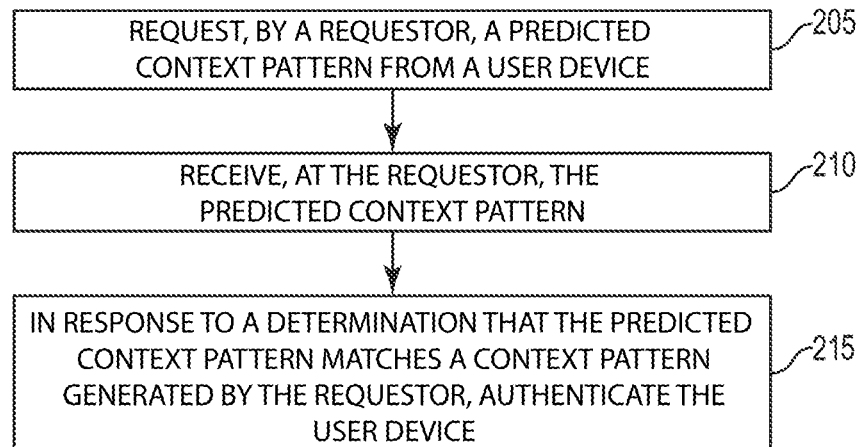 REQUEST, BY A REQUESTOR, A PREDICTED
CONTEXT PATTERN FROM A USER DEVICE
205
RECEIVE, AT THE REQUESTOR, THE
PREDICTED CONTEXT PATTERN
210
IN RESPONSE TO A DETERMINATION THAT THE PREDICTED
CONTEXT PATTERN MATCHES A CONTEXT PATTERN
GENERATED BY THE REQUESTOR, AUTHENTICATE THE
USER DEVICE
215